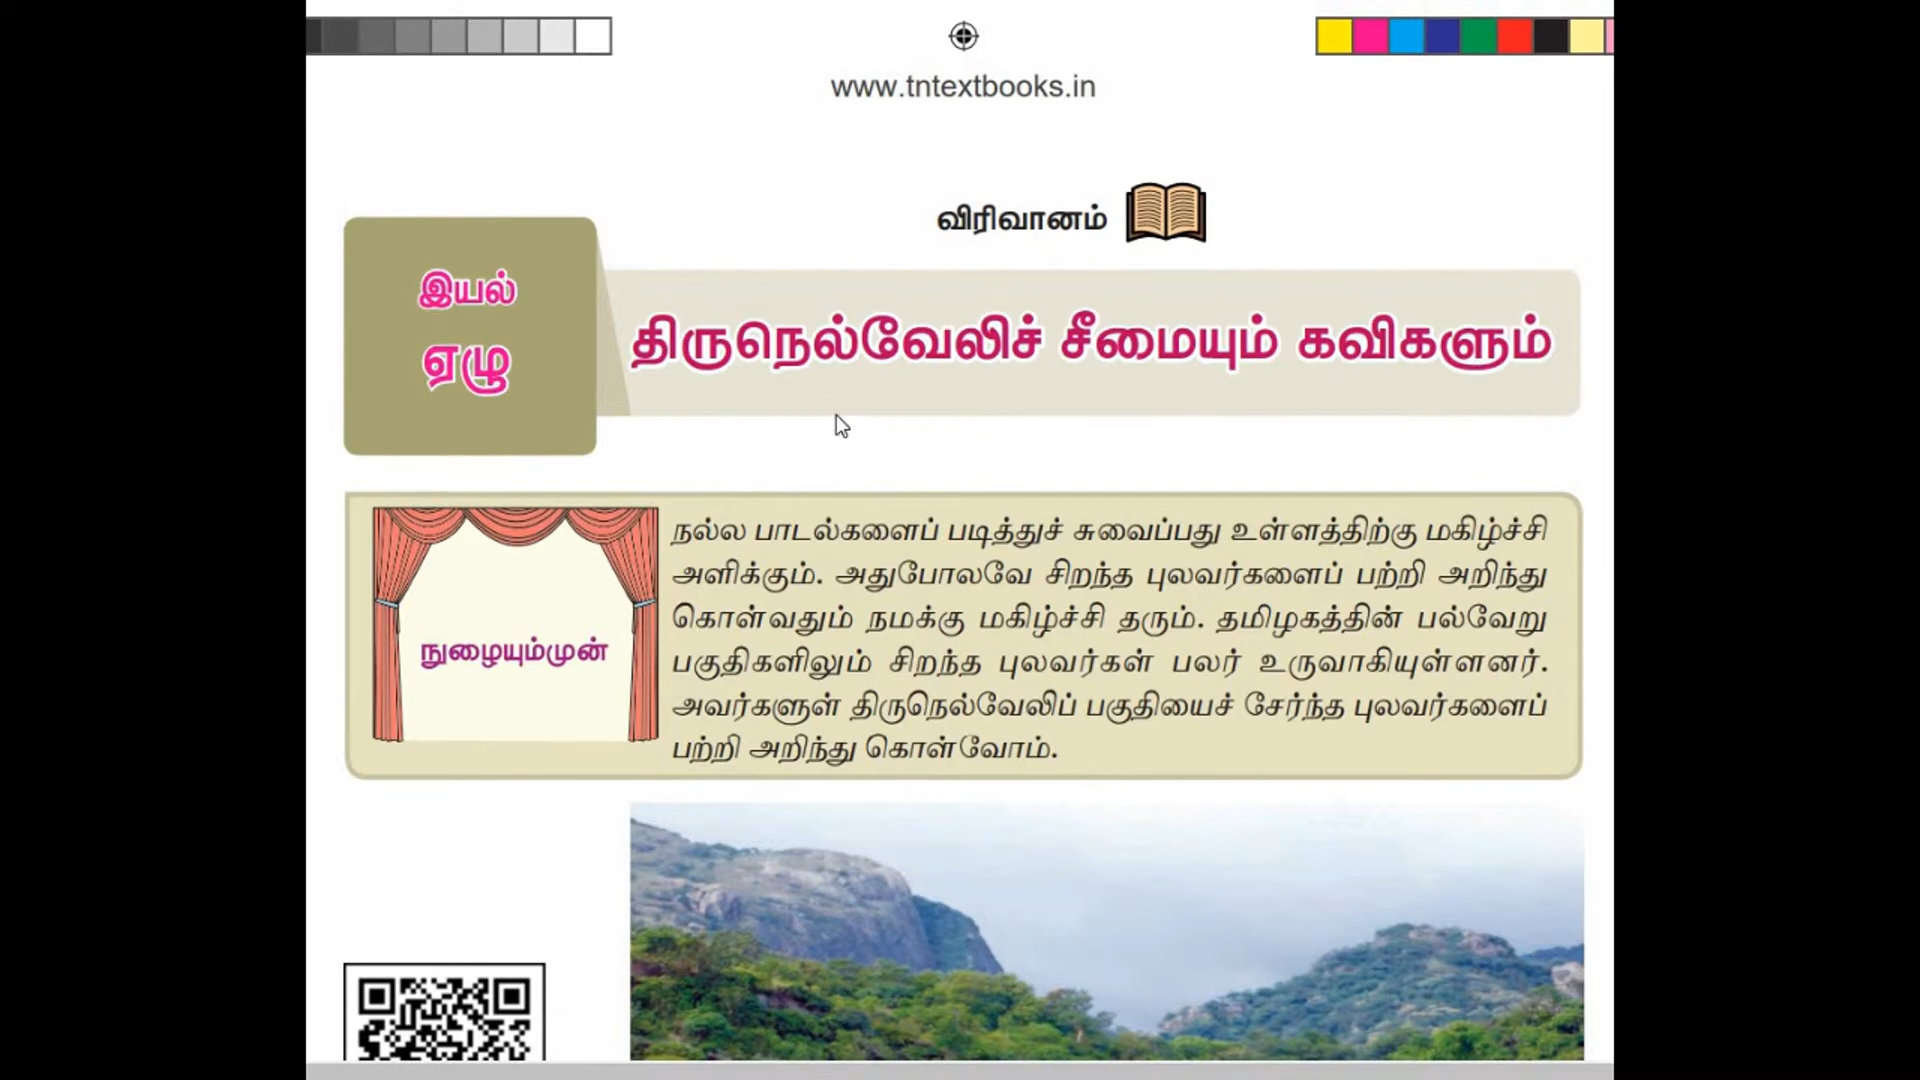 www.tntextbooks.in
விரிவானம்
இயல்
ஏழு
திருநெல்வேலிச் சீமையும் கவிகளும்
நுழையும்முன்
நல்ல பாடல்களைப் படித்துச் சுவைப்பது உள்ளத்திற்கு மகிழ்ச்சி
அளிக்கும். அதுபோலவே சிறந்த புலவர்களைப் பற்றி அறிந்து
கொள்வதும் நமக்கு மகிழ்ச்சி தரும். தமிழகத்தின் பல்வேறு
பகுதிகளிலும் சிறந்த புலவர்கள் பலர் உருவாகியுள்ளனர்.
அவர்களுள் திருநெல்வேலிப் பகுதியைச் சேர்ந்த புலவர்களைப்
பற்றி அறிந்து கொள்வோம்.